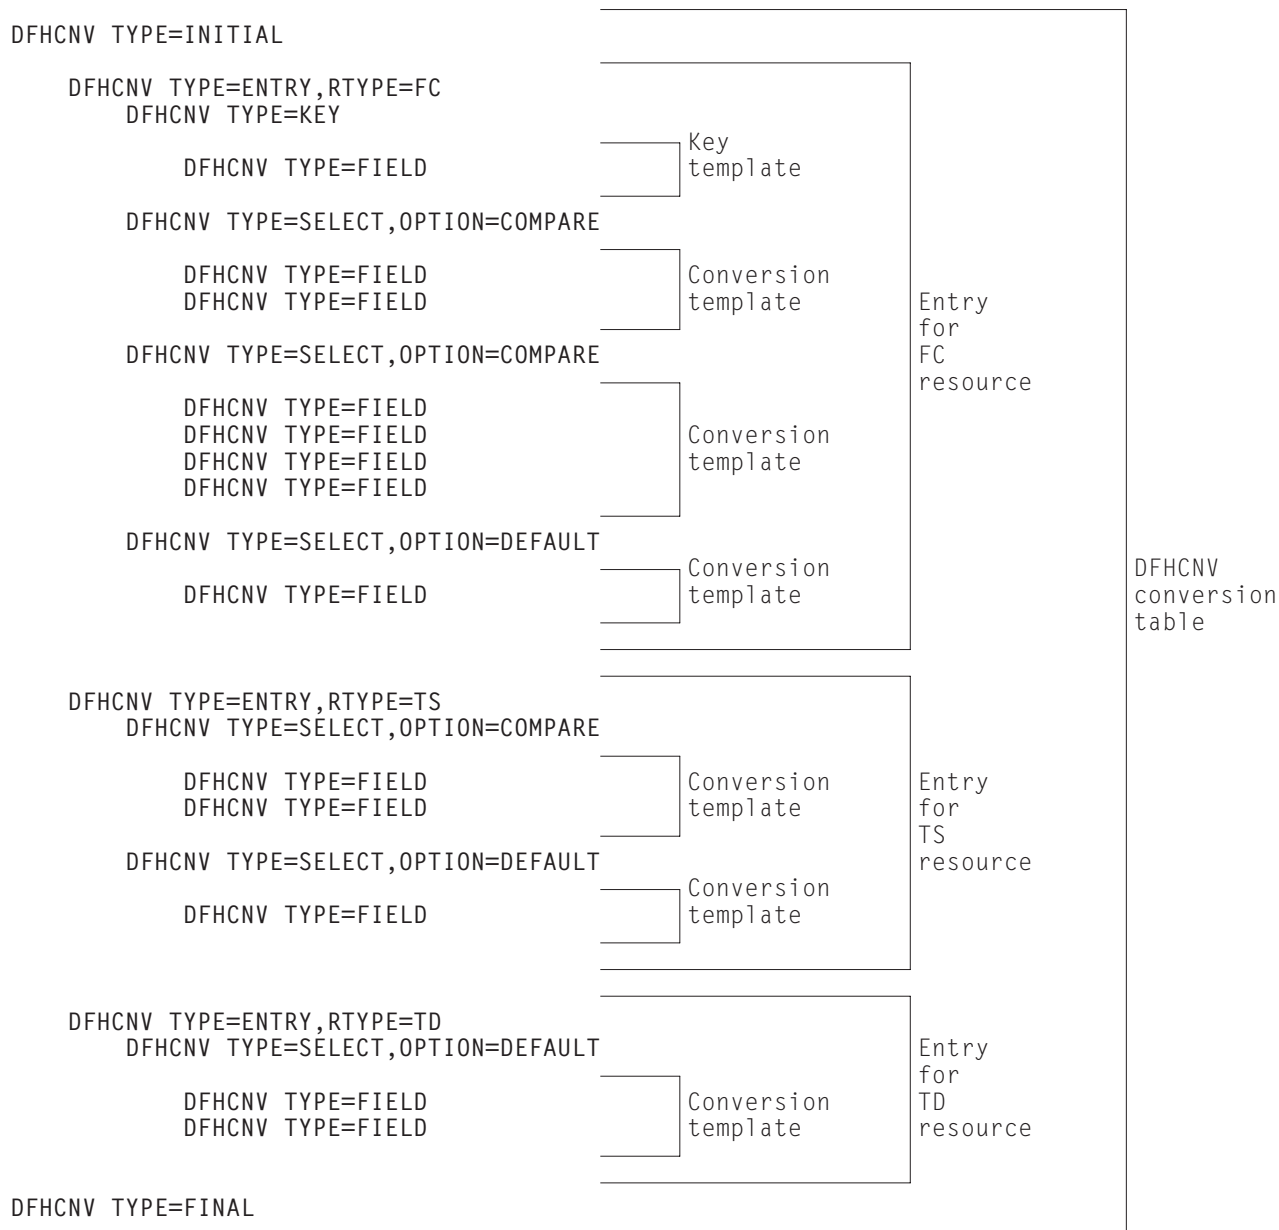 DFHCNV TYPE=INITIAL
DFHCNV TYPE=ENTRY,RTYPE=FC
DFHCNV TYPE=KEY
Key
DFHCNV TYPE=FIELD template
DFHCNV TYPE=SELECT,OPTION=COMPARE
DFHCNV TYPE=FIELD Conversion
DFHCNV TYPE=FIELD template Entry
for
DFHCNV TYPE=SELECT,OPTION=COMPARE FC
resource
DFHCNV TYPE=FIELD
DFHCNV TYPE=FIELD Conversion
DFHCNV TYPE=FIELD template
DFHCNV TYPE=FIELD
DFHCNV TYPE=SELECT,OPTION=DEFAULT
Conversion DFHCNV
DFHCNV TYPE=FIELD template conversion
table
DFHCNV TYPE=ENTRY,RTYPE=TS
DFHCNV TYPE=SELECT,OPTION=COMPARE
DFHCNV TYPE=FIELD Conversion Entry
DFHCNV TYPE=FIELD template for
TS
DFHCNV TYPE=SELECT,OPTION=DEFAULT resource
Conversion
DFHCNV TYPE=FIELD template
DFHCNV TYPE=ENTRY,RTYPE=TD
DFHCNV TYPE=SELECT,OPTION=DEFAULT Entry
for
DFHCNV TYPE=FIELD Conversion TD
DFHCNV TYPE=FIELD template resource
DFHCNV TYPE=FINAL